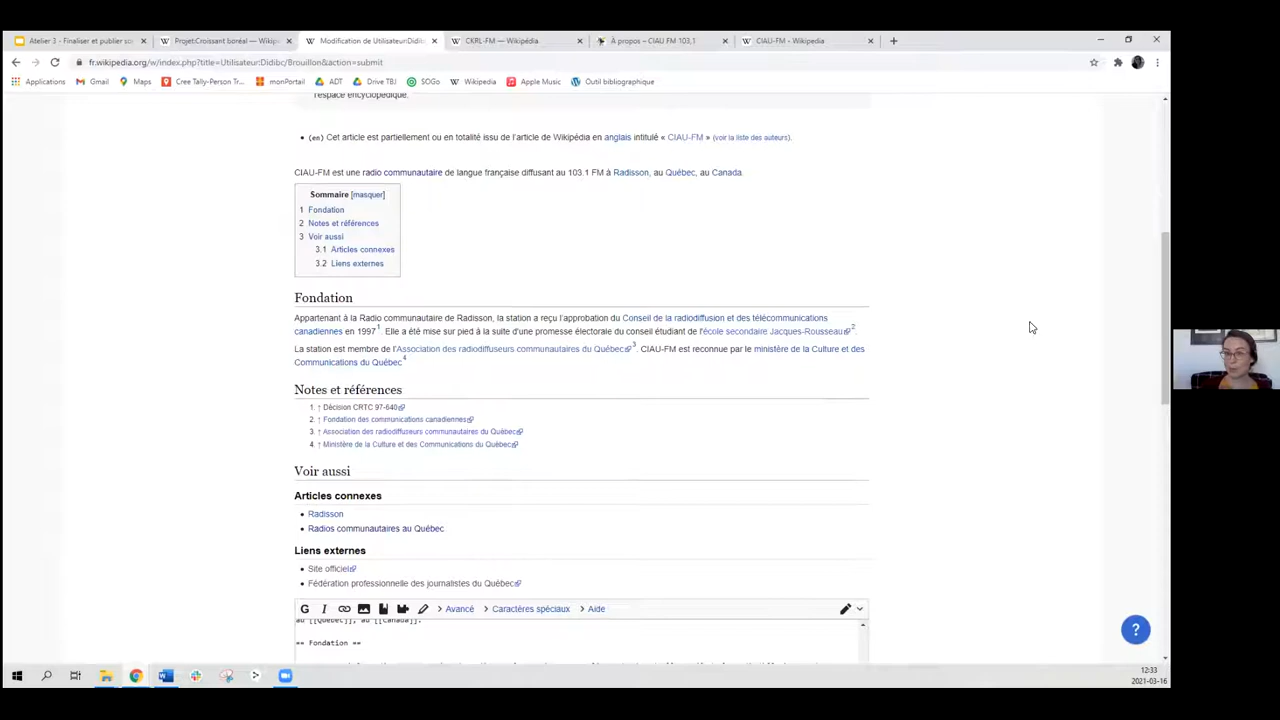 Atelier 3 - Finaliser et publier so
Projet:Croissant boréal — Wikip
Modification de Utilisateur:Didib
CKRL-FM — Wikipédia
À propos – CIAU FM 103,1
CIAU-FM - Wikipedia
fr.wikipedia.org/w/index.php?title=Utilisateur:Didibc/Brouillon&action=submit
Applications
Gmail
Maps
Cree Tally-Person Tr...
monPortail
ADT
Drive TBJ
SOGo
Wikipedia
Apple Music
Outil bibliographique
l'espace encyclopédique.
• (en) Cet article est partiellement ou en totalité issu de l'article de Wikipédia en anglais intitulé « CIAU-FM » (voir la liste des auteurs).
CIAU-FM est une radio communautaire de langue française diffusant au 103.1 FM à Radisson, au Québec, au Canada.
Sommaire [masquer]
1 Fondation
2 Notes et références
3 Voir aussi
3.1 Articles connexes
3.2 Liens externes
Fondation
Appartenant à la Radio communautaire de Radisson, la station a reçu l'approbation du Conseil de la radiodiffusion et des télécommunications
canadiennes en 1997 1. Elle a été mise sur pied à la suite d'une promesse électorale du conseil étudiant de l'école secondaire Jacques-Rousseau 2.
La station est membre de l'Association des radiodiffuseurs communautaires du Québec 3. CIAU-FM est reconnue par le ministère de la Culture et des
Communications du Québec 4
Notes et références
1. ↑ Décision CRTC 97-640
2. ↑ Fondation des communications canadiennes
3. ↑ Association des radiodiffuseurs communautaires du Québec
4. ↑ Ministère de la Culture et des Communications du Québec
Voir aussi
Articles connexes
• Radisson
• Radios communautaires au Québec
Liens externes
• Site officiel
• Fédération professionnelle des journalistes du Québec
G I Avancé Caractères spéciaux Aide
au [[Québec]], au [[Canada]].
== Fondation ==
?
12:33
2021-03-16